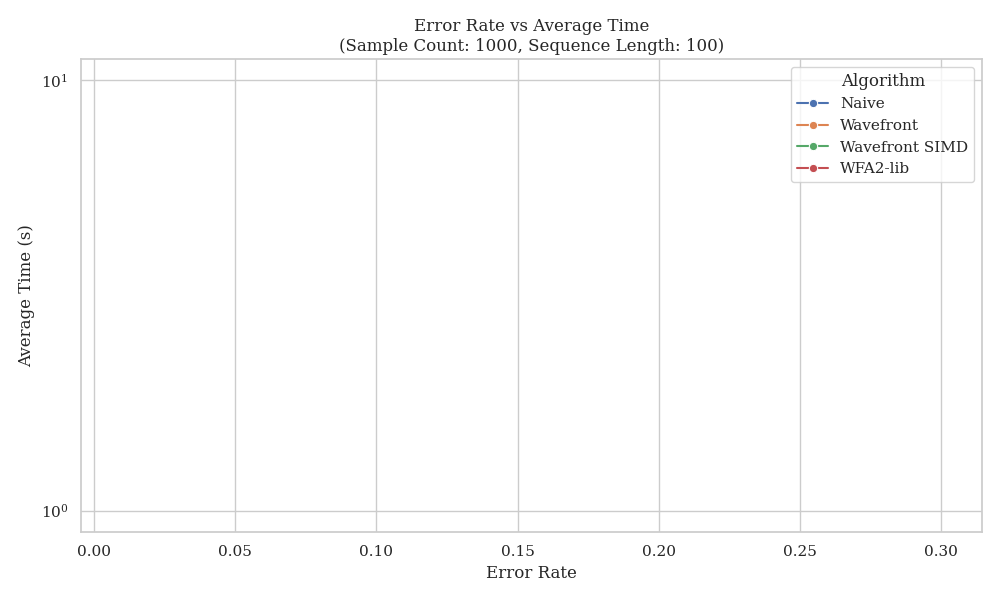 Error Rate vs Average Time
(Sample Count: 1000, Sequence Length: 100)
10¹
Algorithm
Naive
Wavefront
Wavefront SIMD
WFA2-lib
Average Time (s)
10⁰
0.00 0.05 0.10 0.15 0.20 0.25 0.30
Error Rate